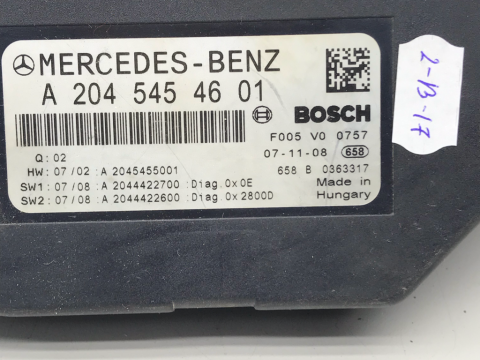 MERCEDES-BENZ
A 204 545 46 01
BOSCH
F005 V0 0757
07-11-08 658
Q: 02
HW: 07/02 : A 2045455001
658 B 0363317
SW1: 07/08 : A 2044422700 : Diag. 0x0E
Made in
SW2: 07/08 : A 2044422600 : Diag. 0x2800D
Hungary
2-13-17